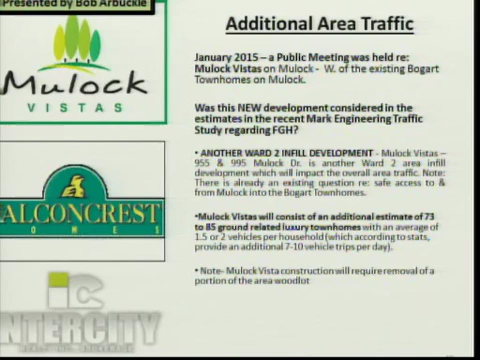 Presented by Bob Arbuckle
Mulock
VISTAS
ALCONCREST
O M E S
ic
NTERCITY
Additional Area Traffic
January 2015 – a Public Meeting was held re:
Mulock Vistas on Mulock - W. of the existing Bogart
Townhomes on Mulock.
Was this NEW development considered in the
estimates in the recent Mark Engineering Traffic
Study regarding FGH?
• ANOTHER WARD 2 INFILL DEVELOPMENT - Mulock Vistas –
955 & 995 Mulock Dr. is another Ward 2 area infill
development which will impact the overall area traffic. Note:
There is already an existing question re: safe access to &
from Mulock into the Bogart Townhomes.
•Mulock Vistas will consist of an additional estimate of 73
to 85 ground related luxury townhomes with an average of
1.5 or 2 vehicles per household (which according to stats,
provide an additional 7-10 vehicle trips per day).
•Note- Mulock Vista construction will require removal of a
portion of the area woodlot